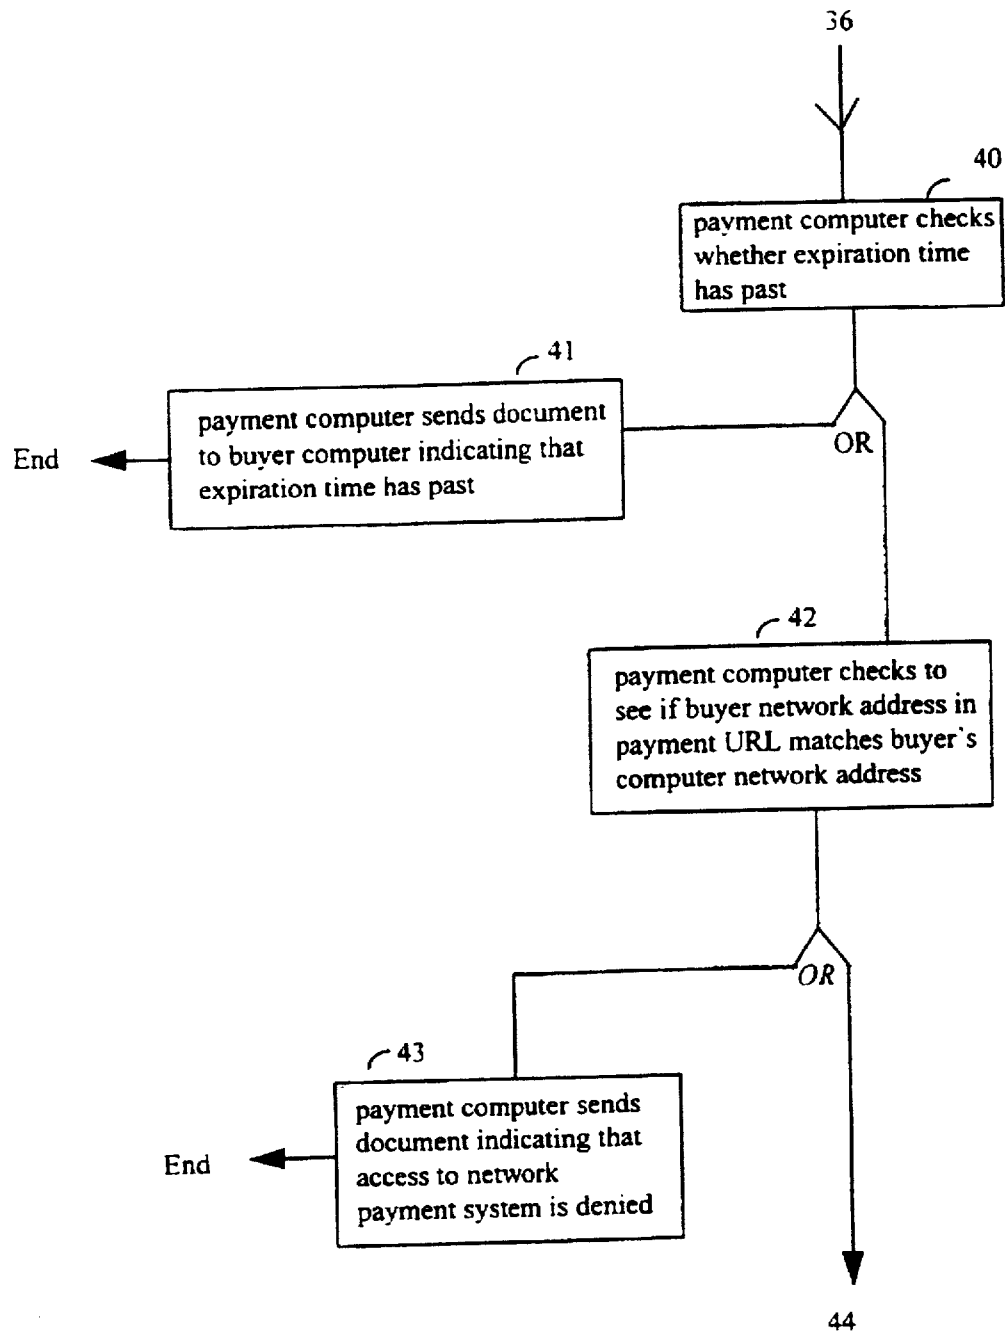 36
40
payment computer checks
whether expiration time
has past
41
payment computer sends document
to buyer computer indicating that
expiration time has past
End
OR
42
payment computer checks to
see if buyer network address in
payment URL matches buyer's
computer network address
OR
43
payment computer sends
document indicating that
access to network
payment system is denied
End
44